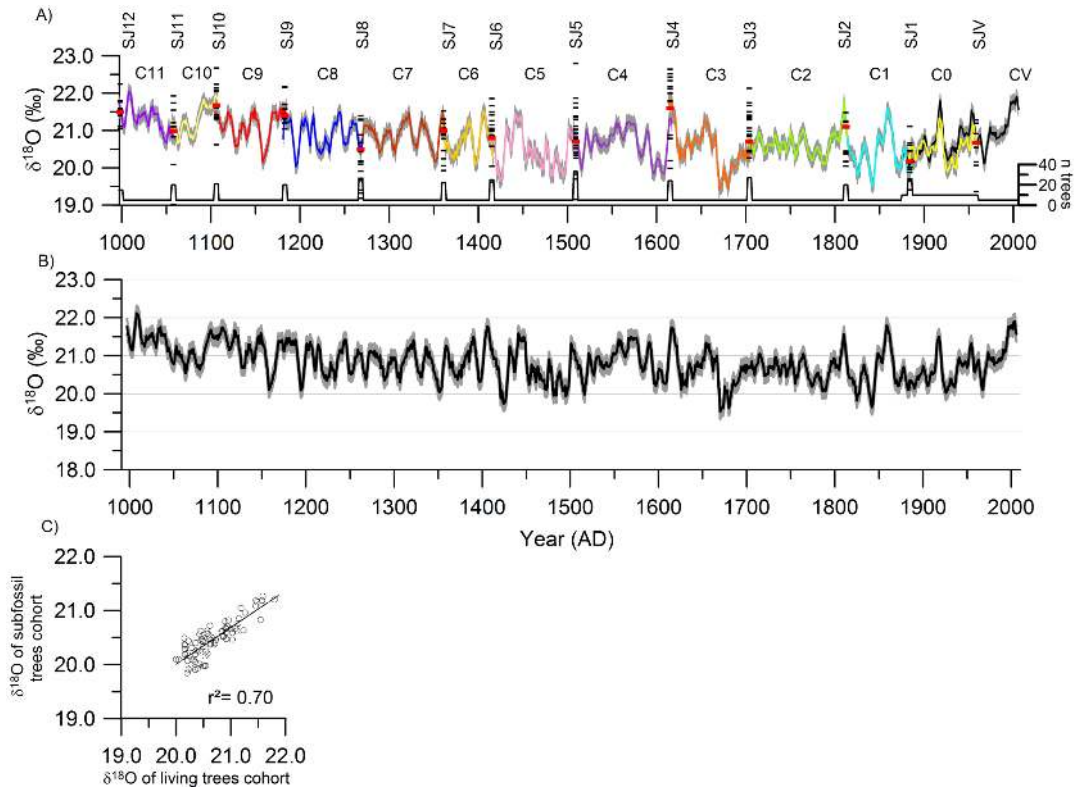 A)
SJ12 SJ11 SJ10 SJ9 SJ8 SJ7 SJ6 SJ5 SJ4 SJ3 SJ2 SJ1 SJV
C11 C10 C9 C8 C7 C6 C5 C4 C3 C2 C1 C0 CV
δ¹⁸O (‰)
23.0
22.0
21.0
20.0
19.0
40
20
0
n trees
1000 1100 1200 1300 1400 1500 1600 1700 1800 1900 2000
B)
δ¹⁸O (‰)
23.0
22.0
21.0
20.0
19.0
18.0
1000 1100 1200 1300 1400 1500 1600 1700 1800 1900 2000
Year (AD)
C)
δ¹⁸O of subfossil
trees cohort
22.0
21.0
20.0
19.0
r²= 0.70
19.0 20.0 21.0 22.0
δ¹⁸O of living trees cohort